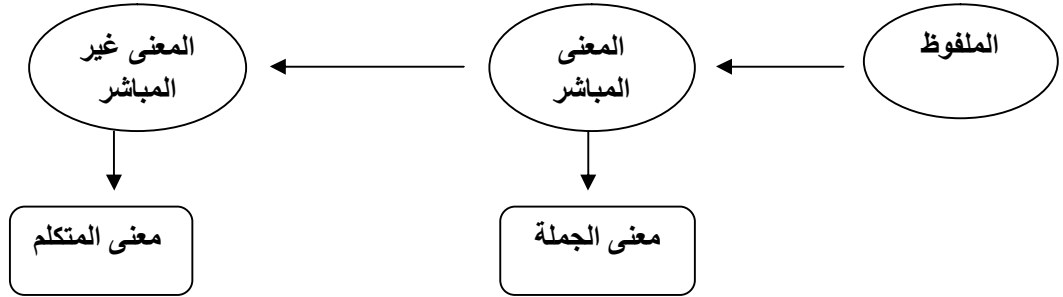 الملفوظ
المعنى
المباشر
المعنى غير
المباشر
معنى الجملة
معنى المتكلم